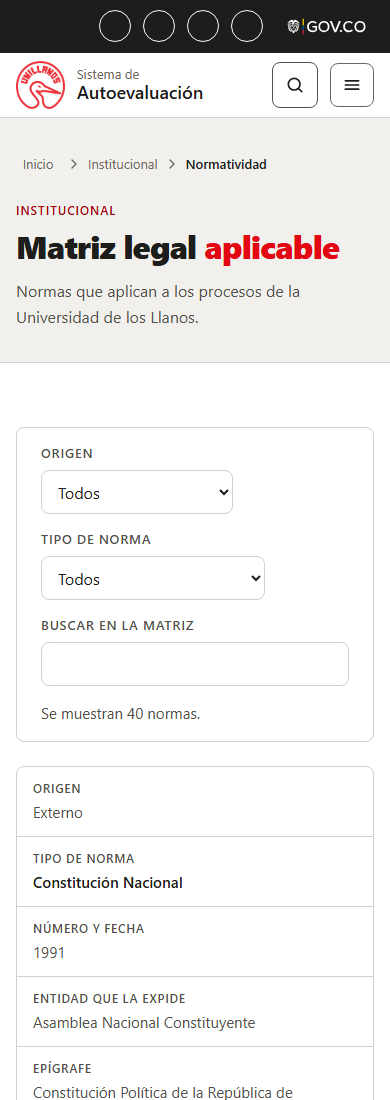 GOV.CO
UNILLANOS
Sistema de
Autoevaluación
Inicio > Institucional > Normatividad
INSTITUCIONAL
Matriz legal aplicable
Normas que aplican a los procesos de la
Universidad de los Llanos.
ORIGEN
Todos
TIPO DE NORMA
Todos
BUSCAR EN LA MATRIZ
Se muestran 40 normas.
ORIGEN
Externo
TIPO DE NORMA
Constitución Nacional
NÚMERO Y FECHA
1991
ENTIDAD QUE LA EXPIDE
Asamblea Nacional Constituyente
EPÍGRAFE
Constitución Política de la República de